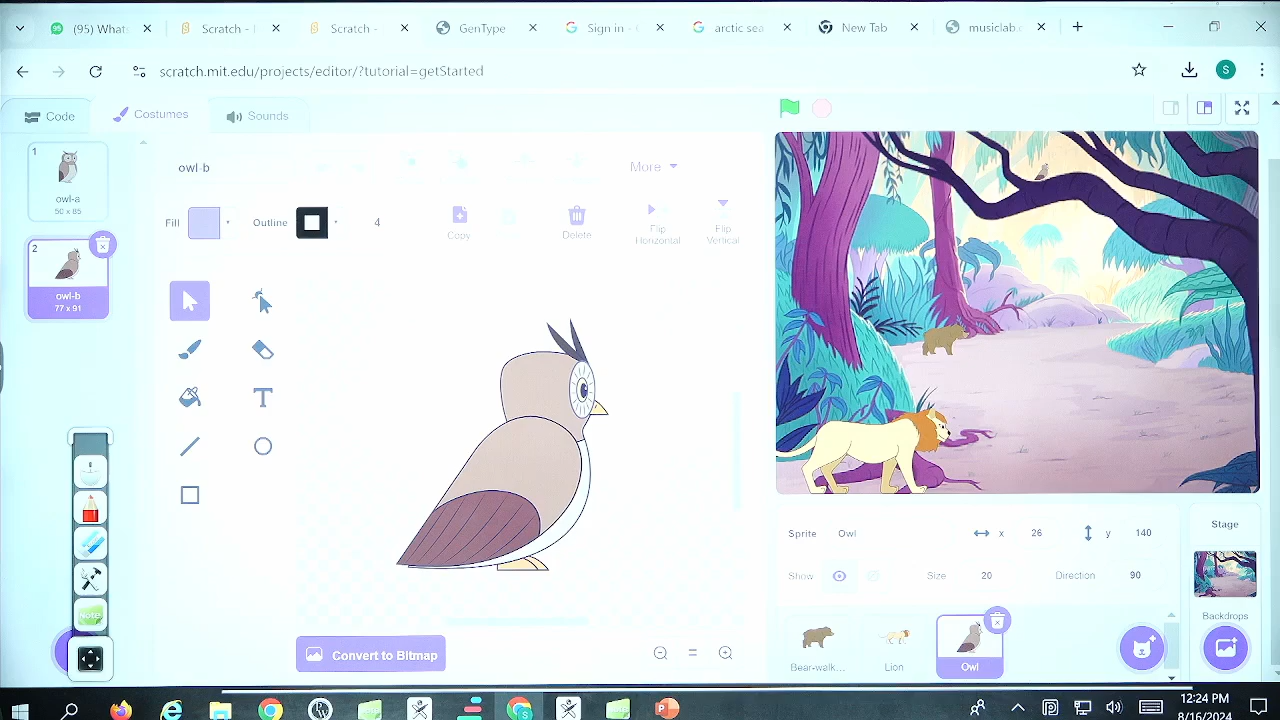 (95) Whats
Scratch - I
Scratch -
GenType
Sign in - G
arctic sea
New Tab
musiclab.c
scratch.mit.edu/projects/editor/?tutorial=getStarted
S
Code
Costumes
Sounds
1
owl-a
50 x 85
2
owl-b
77 x 91
owl-b
More
Fill
Outline
4
Copy
Delete
Flip
Horizontal
Flip
Vertical
T
Note
Convert to Bitmap
Sprite
Owl
x
26
y
140
Show
Size
20
Direction
90
Bear-walk...
Lion
Owl
Stage
Backdrops
12:24 PM
8/16/2024